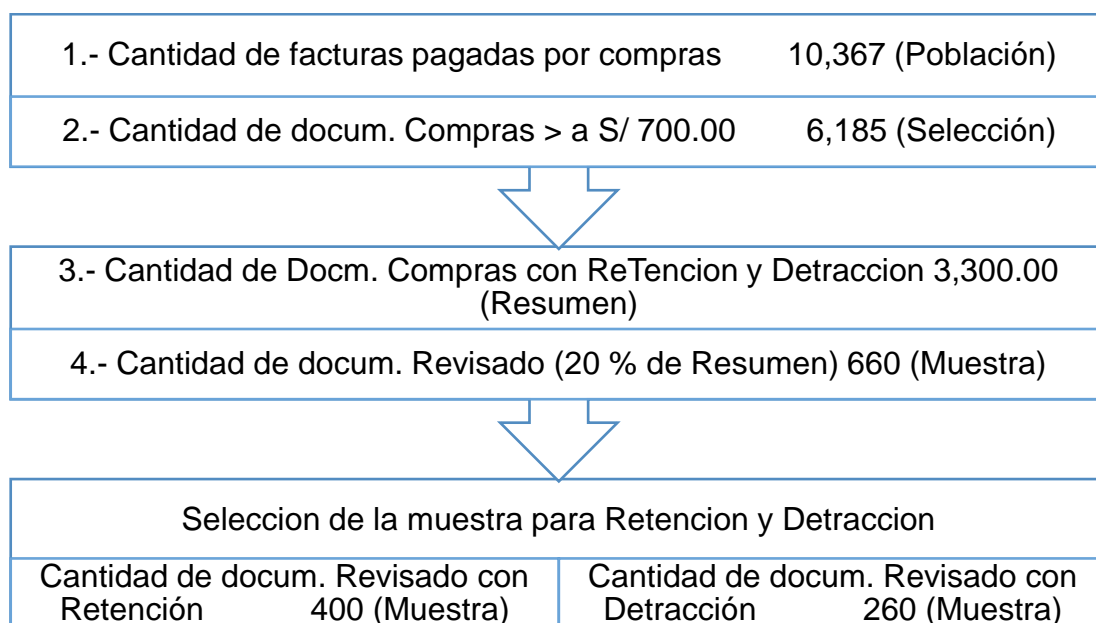 1.- Cantidad de facturas pagadas por compras 10,367 (Población)
2.- Cantidad de docum. Compras > a S/ 700.00 6,185 (Selección)
3.- Cantidad de Docm. Compras con ReTencion y Detraccion 3,300.00
(Resumen)
4.- Cantidad de docum. Revisado (20 % de Resumen) 660 (Muestra)
Seleccion de la muestra para Retencion y Detraccion
Cantidad de docum. Revisado con
Retención 400 (Muestra)
Cantidad de docum. Revisado con
Detracción 260 (Muestra)